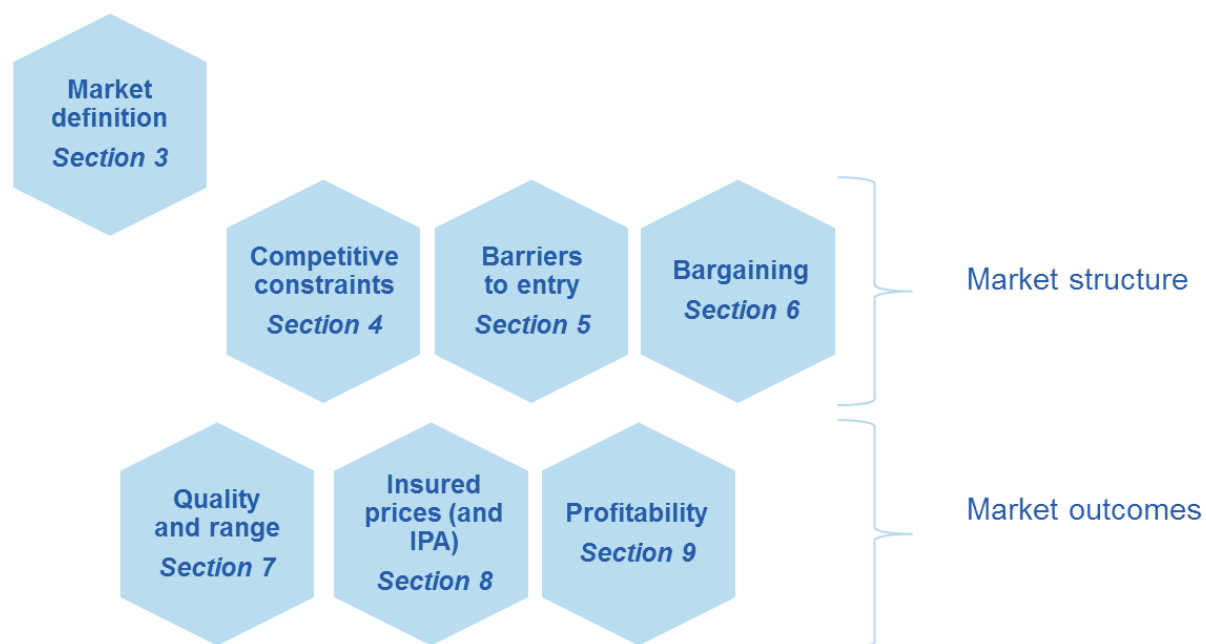 Market
definition
Section 3
Competitive
constraints
Section 4
Barriers
to entry
Section 5
Bargaining
Section 6
Market structure
Quality
and range
Section 7
Insured
prices (and
IPA)
Section 8
Profitability
Section 9
Market outcomes